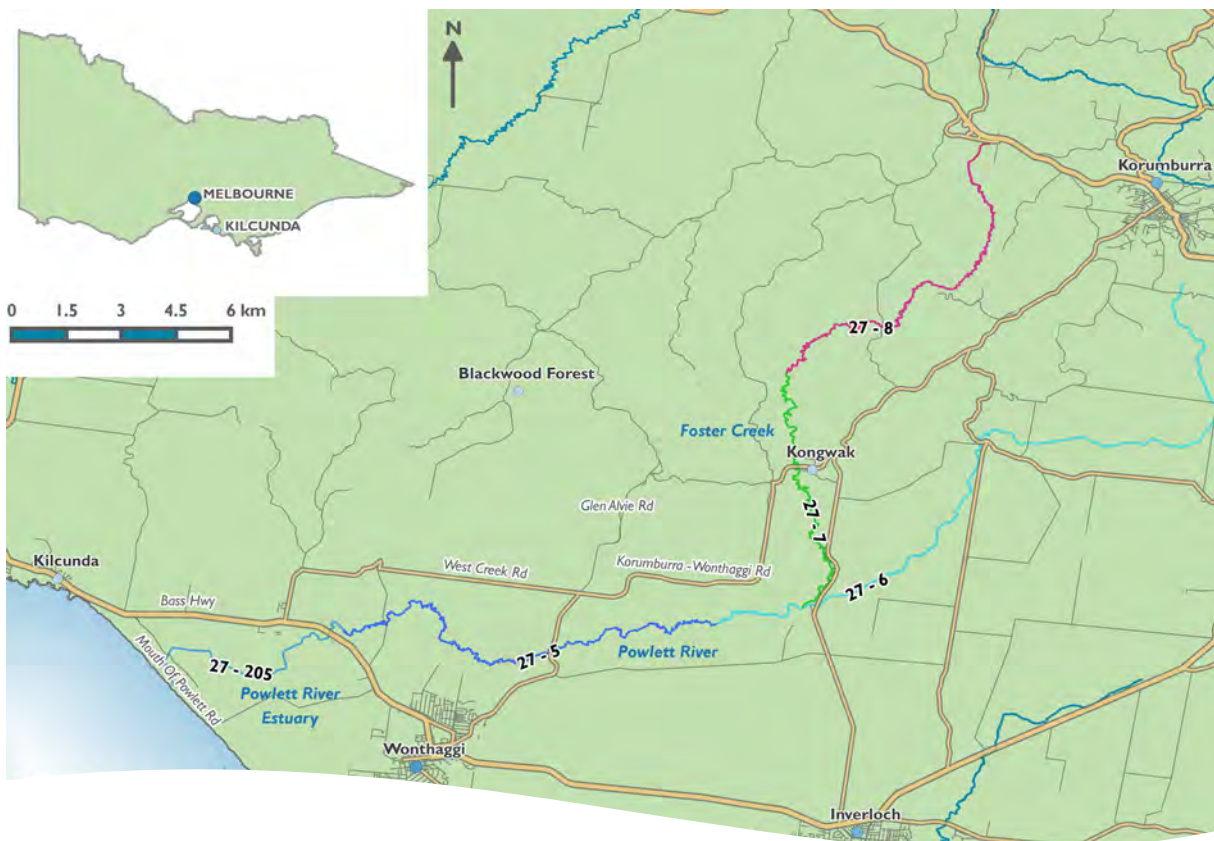 N
MELBOURNE
KILCUNDA
0 1.5 3 4.5 6 km
Korumburra
27 - 8
Blackwood Forest
Foster Creek
Kongwak
Glen Alvie Rd
27 - 7
Kilcunda
West Creek Rd
Korumburra - Wonthaggi Rd
27 - 6
Bass Hwy
27 - 5
Powlett River
Mouth Of Powlett Rd
27 - 205
Powlett River
Estuary
Wonthaggi
Inverloch